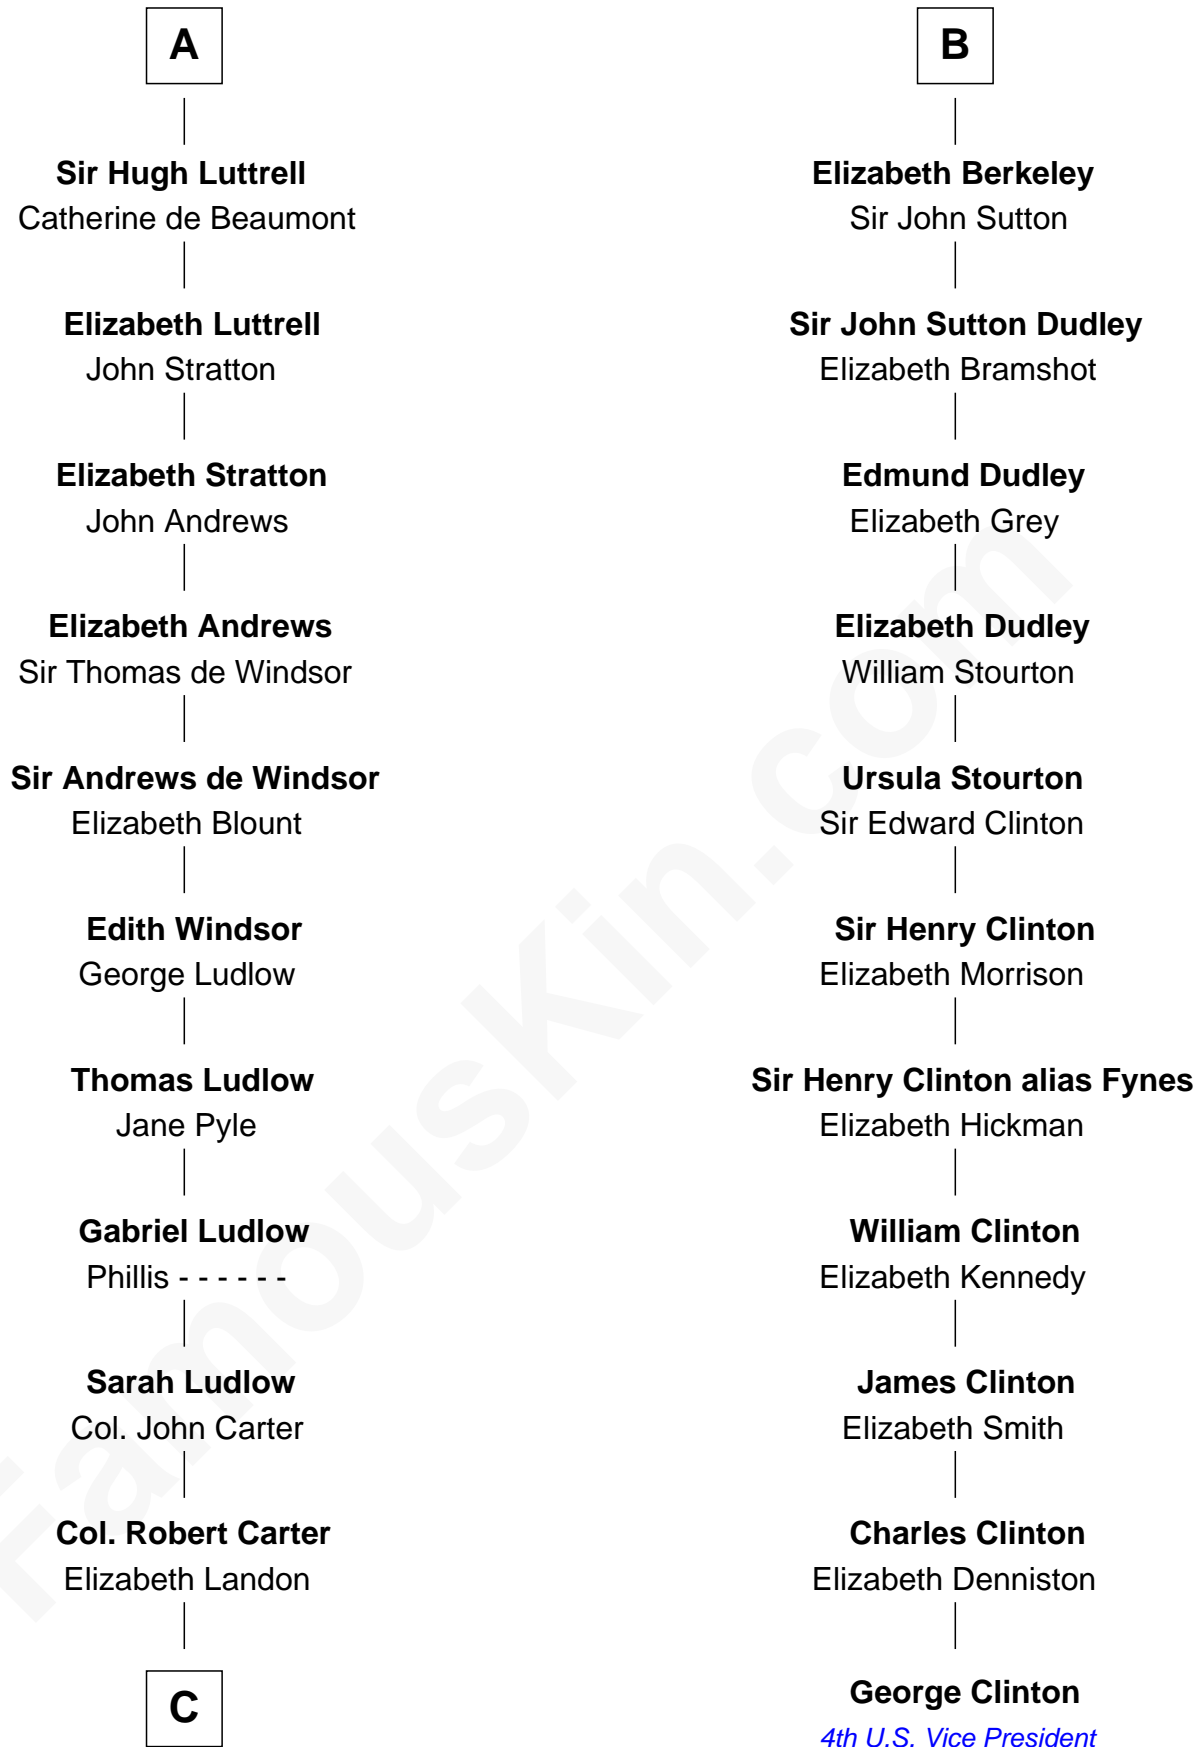 A
Sir Hugh Luttrell
Catherine de Beaumont
Elizabeth Luttrell
John Stratton
Elizabeth Stratton
John Andrews
Elizabeth Andrews
Sir Thomas de Windsor
Sir Andrews de Windsor
Elizabeth Blount
Edith Windsor
George Ludlow
Thomas Ludlow
Jane Pyle
Gabriel Ludlow
Phillis - - - - - -
Sarah Ludlow
Col. John Carter
Col. Robert Carter
Elizabeth Landon
C
B
Elizabeth Berkeley
Sir John Sutton
Sir John Sutton Dudley
Elizabeth Bramshot
Edmund Dudley
Elizabeth Grey
Elizabeth Dudley
William Stourton
Ursula Stourton
Sir Edward Clinton
Sir Henry Clinton
Elizabeth Morrison
Sir Henry Clinton alias Fynes
Elizabeth Hickman
William Clinton
Elizabeth Kennedy
James Clinton
Elizabeth Smith
Charles Clinton
Elizabeth Denniston
George Clinton
4th U.S. Vice President
FamousKin.com